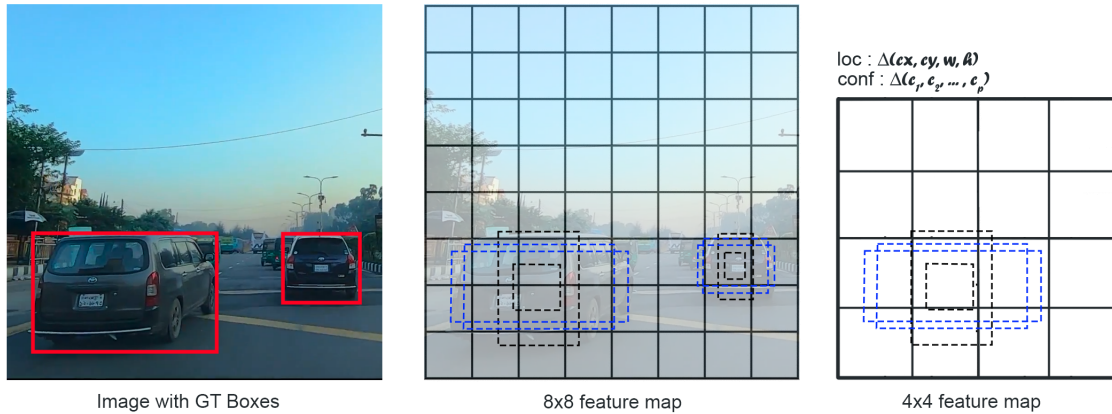 loc : Δ(cx, cy, w, h)
conf : Δ(c₁, c₂, ..., cₚ)
Image with GT Boxes
8x8 feature map
4x4 feature map